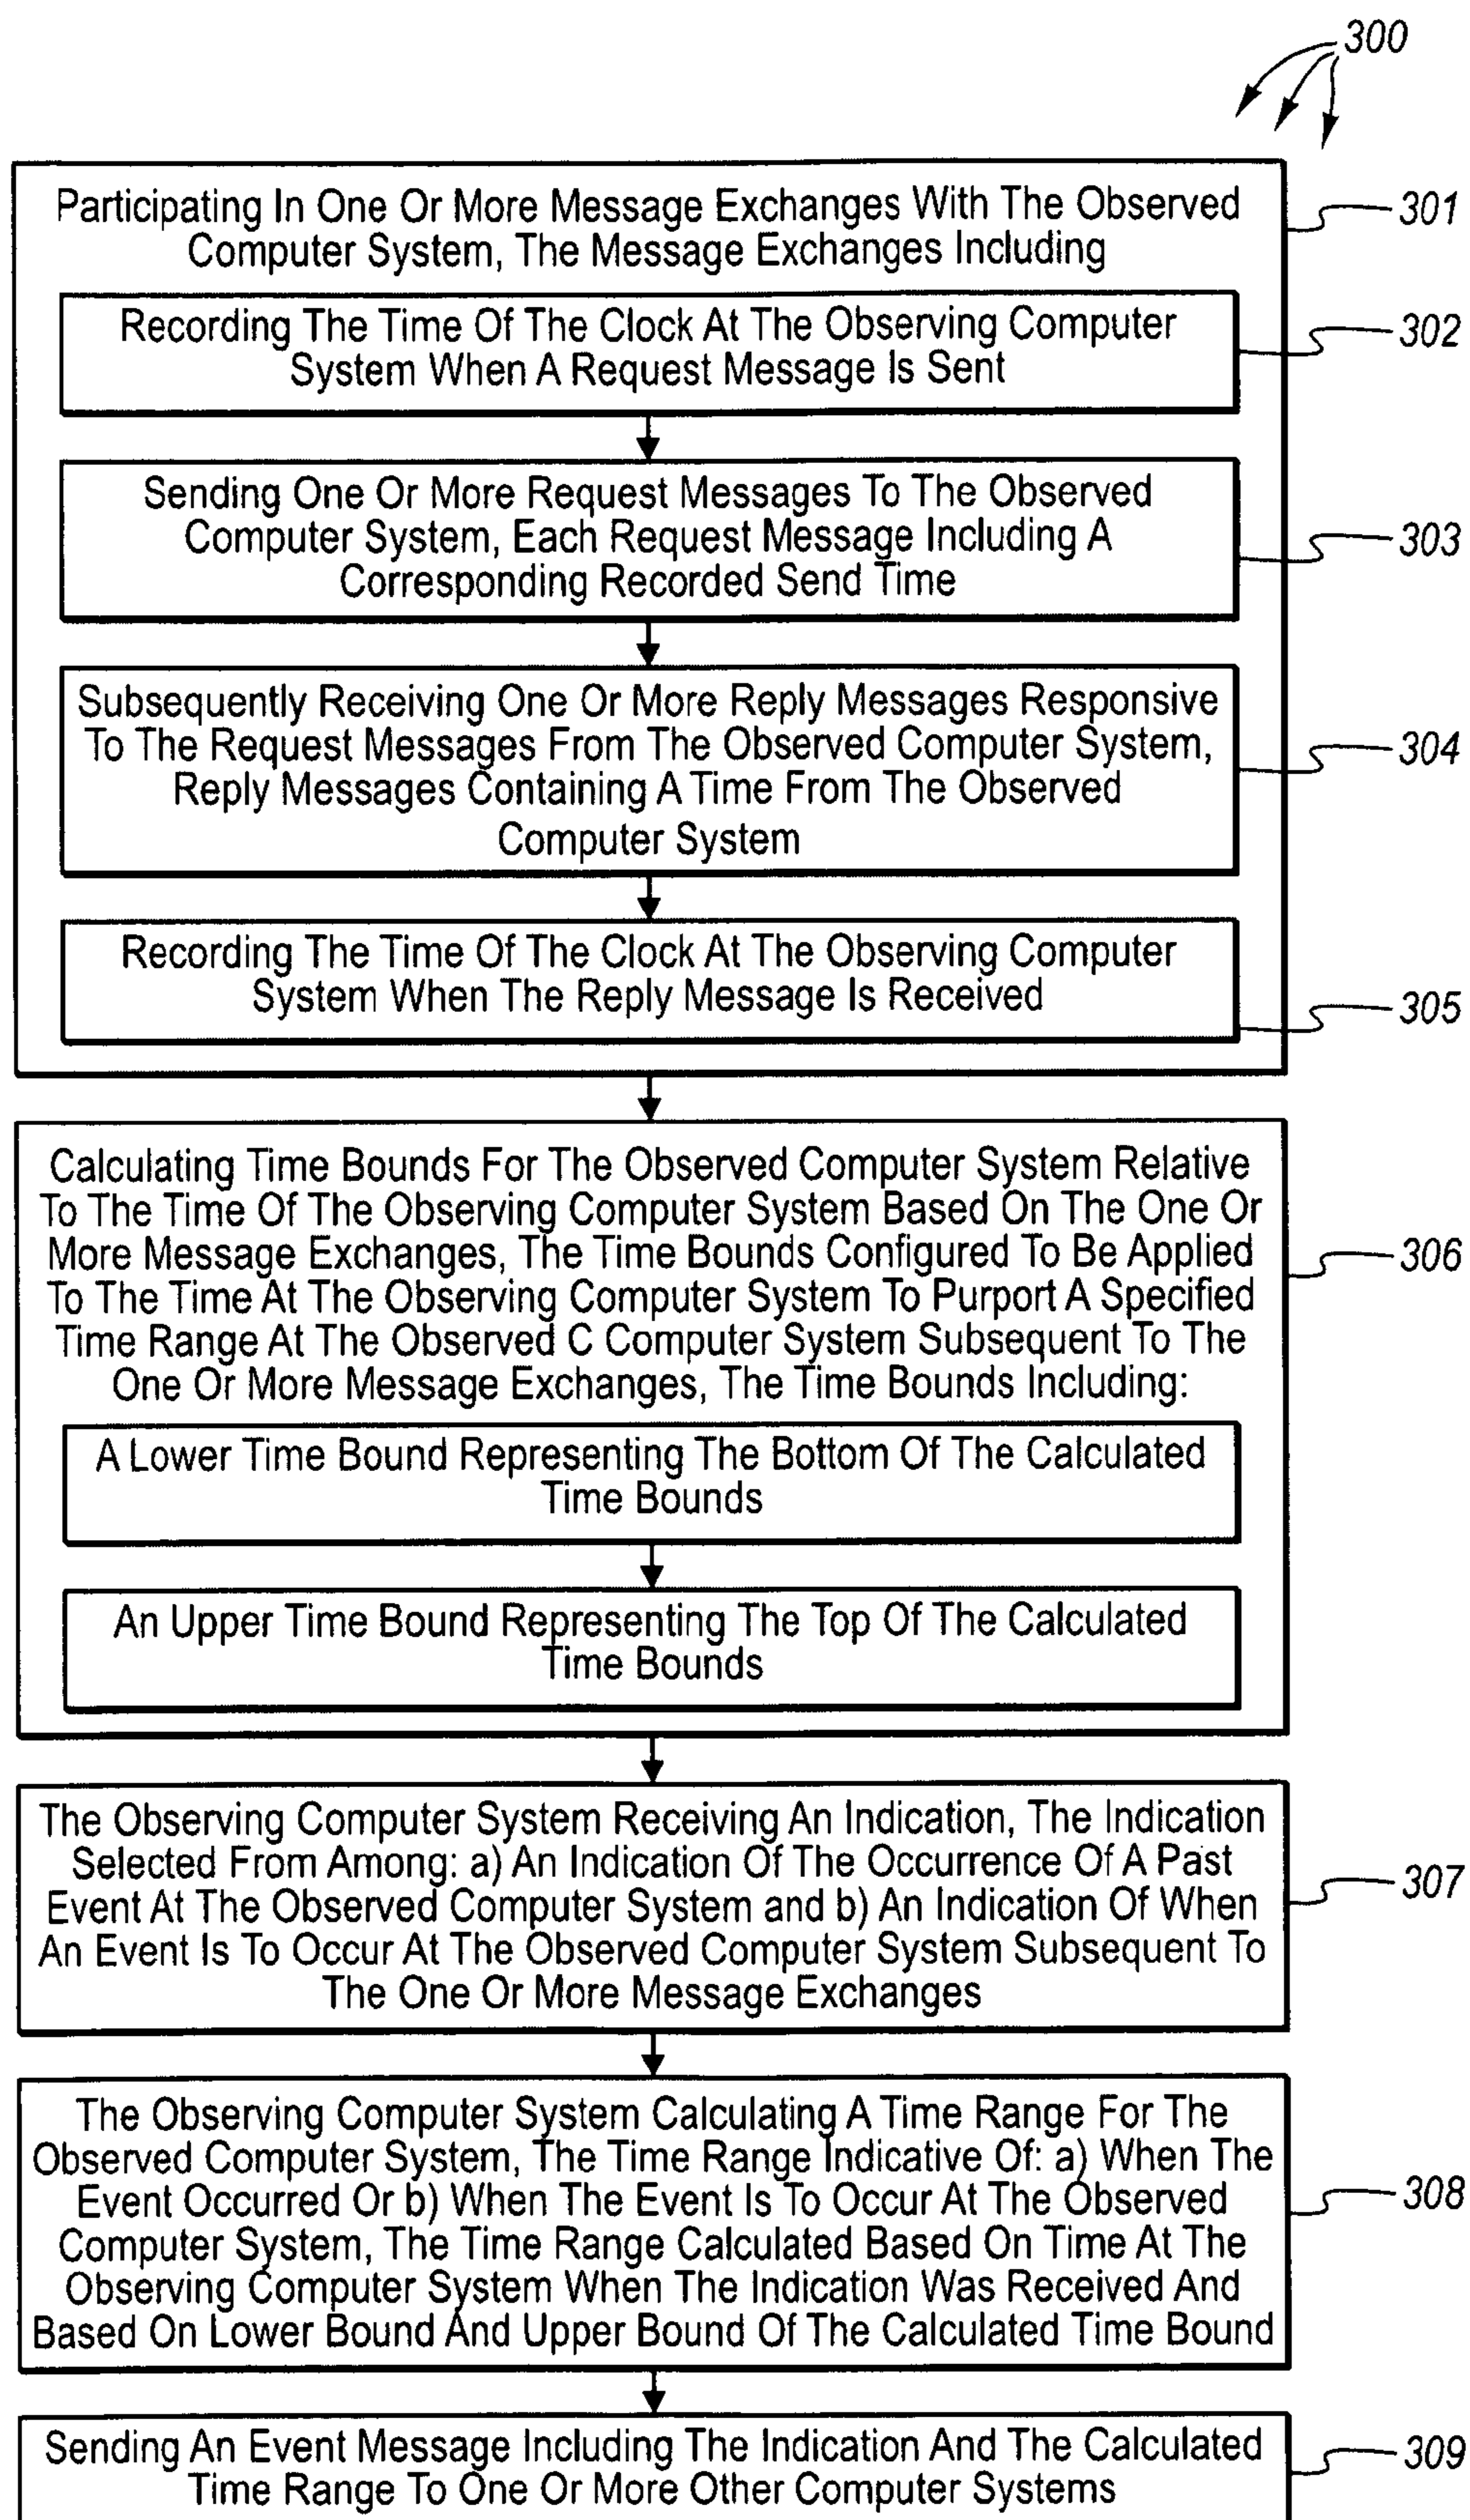 300
Participating In One Or More Message Exchanges With The Observed
Computer System, The Message Exchanges Including
301
Recording The Time Of The Clock At The Observing Computer
System When A Request Message Is Sent
302
Sending One Or More Request Messages To The Observed
Computer System, Each Request Message Including A
Corresponding Recorded Send Time
303
Subsequently Receiving One Or More Reply Messages Responsive
To The Request Messages From The Observed Computer System,
Reply Messages Containing A Time From The Observed
Computer System
304
Recording The Time Of The Clock At The Observing Computer
System When The Reply Message Is Received
305
Calculating Time Bounds For The Observed Computer System Relative
To The Time Of The Observing Computer System Based On The One Or
More Message Exchanges, The Time Bounds Configured To Be Applied
To The Time At The Observing Computer System To Purport A Specified
Time Range At The Observed C Computer System Subsequent To The
One Or More Message Exchanges, The Time Bounds Including:
306
A Lower Time Bound Representing The Bottom Of The Calculated
Time Bounds
An Upper Time Bound Representing The Top Of The Calculated
Time Bounds
The Observing Computer System Receiving An Indication, The Indication
Selected From Among: a) An Indication Of The Occurrence Of A Past
Event At The Observed Computer System and b) An Indication Of When
An Event Is To Occur At The Observed Computer System Subsequent To
The One Or More Message Exchanges
307
The Observing Computer System Calculating A Time Range For The
Observed Computer System, The Time Range Indicative Of: a) When The
Event Occurred Or b) When The Event Is To Occur At The Observed
Computer System, The Time Range Calculated Based On Time At The
Observing Computer System When The Indication Was Received And
Based On Lower Bound And Upper Bound Of The Calculated Time Bound
308
Sending An Event Message Including The Indication And The Calculated
Time Range To One Or More Other Computer Systems
309